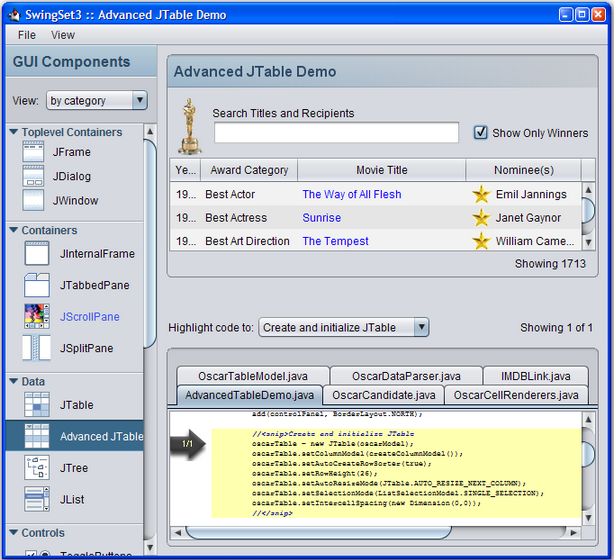 SwingSet3 :: Advanced JTable Demo
File View
GUI Components
View: by category
Toplevel Containers
JFrame
JDialog
JWindow
Containers
JInternalFrame
JTabbedPane
JScrollPane
JSplitPane
Data
JTable
Advanced JTable
JTree
JList
Controls
Advanced JTable Demo
Search Titles and Recipients
Show Only Winners
Ye... Award Category Movie Title Nominee(s)
19... Best Actor The Way of All Flesh Emil Jannings
19... Best Actress Sunrise Janet Gaynor
19... Best Art Direction The Tempest William Came...
Showing 1713
Highlight code to: Create and initialize JTable Showing 1 of 1
OscarTableModel.java OscarDataParser.java IMDBLink.java
AdvancedTableDemo.java OscarCandidate.java OscarCellRenderers.java
add(controlPanel, BorderLayout.NORTH);
1/1
//<snip>Create and initialize JTable
oscarTable = new JTable(oscarModel);
oscarTable.setColumnModel(createColumnModel());
oscarTable.setAutoCreateRowSorter(true);
oscarTable.setRowHeight(26);
oscarTable.setAutoResizeMode(JTable.AUTO_RESIZE_NEXT_COLUMN);
oscarTable.setSelectionMode(ListSelectionModel.SINGLE_SELECTION);
oscarTable.setIntercellSpacing(new Dimension(0,0));
//</snip>